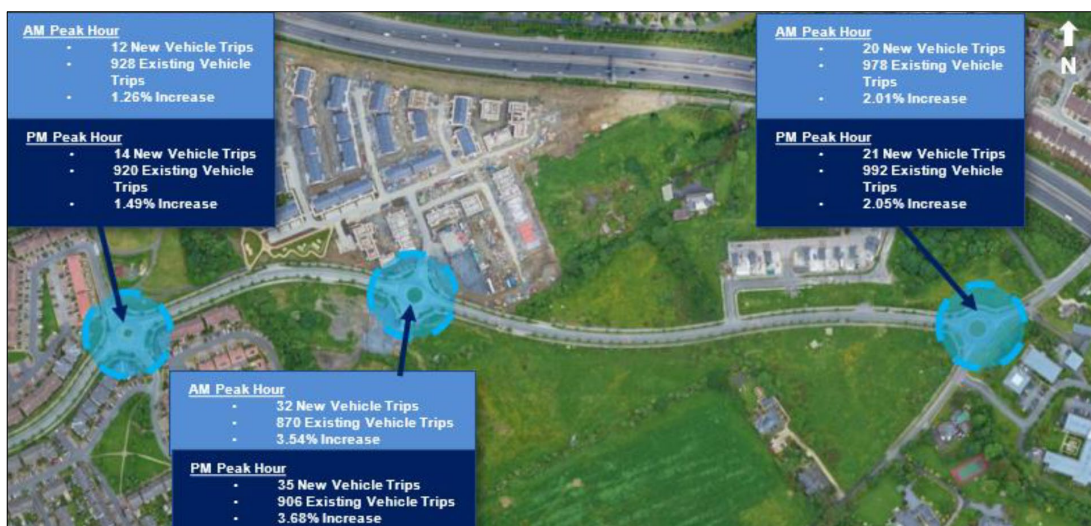 AM Peak Hour
• 12 New Vehicle Trips
• 928 Existing Vehicle
Trips
• 1.26% Increase
PM Peak Hour
• 14 New Vehicle Trips
• 920 Existing Vehicle
Trips
• 1.49% Increase
AM Peak Hour
• 32 New Vehicle Trips
• 870 Existing Vehicle Trips
• 3.54% Increase
PM Peak Hour
• 35 New Vehicle Trips
• 906 Existing Vehicle Trips
• 3.68% Increase
AM Peak Hour
• 20 New Vehicle Trips
• 978 Existing Vehicle
Trips
• 2.01% Increase
PM Peak Hour
• 21 New Vehicle Trips
• 992 Existing Vehicle
Trips
• 2.05% Increase
N